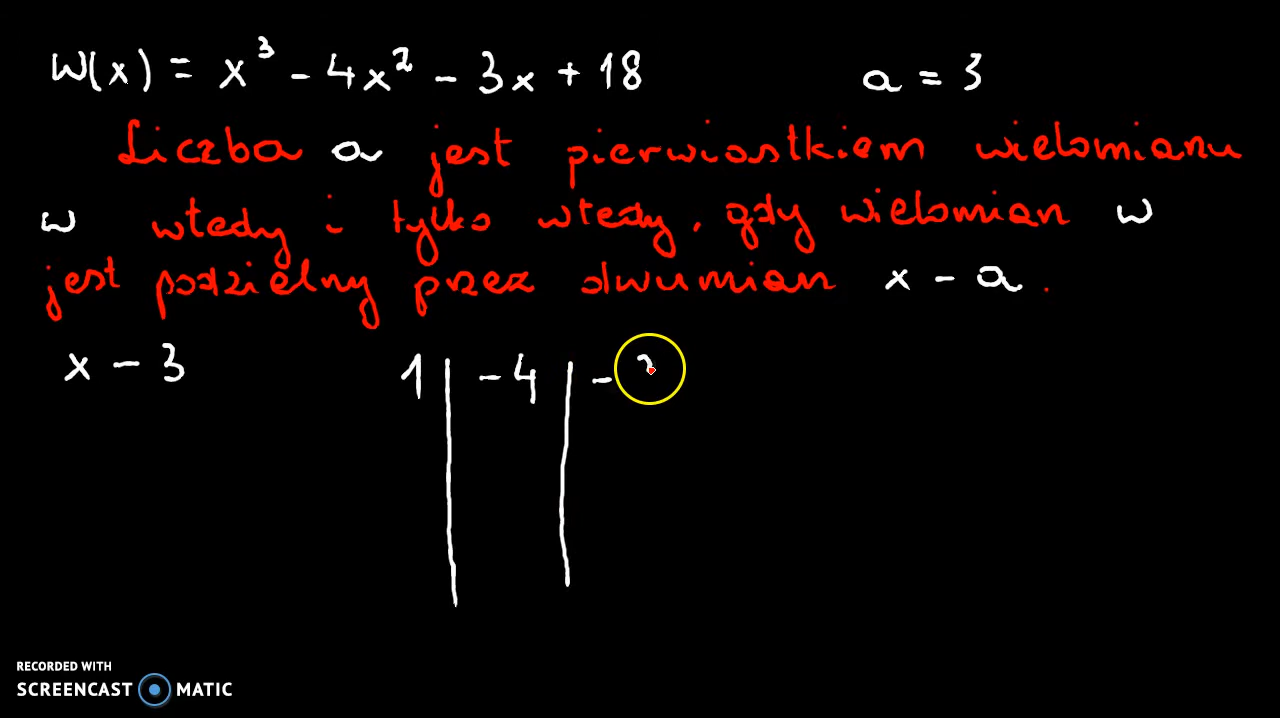 W(x) = x³ - 4x² - 3x + 18 a = 3
Liczba a jest pierwiastkiem wielomianu
W wtedy i tylko wtedy, gdy wielomian W
jest podzielny przez dwumian x - a.
x - 3 1 | -4 | -
RECORDED WITH
SCREENCAST MATIC